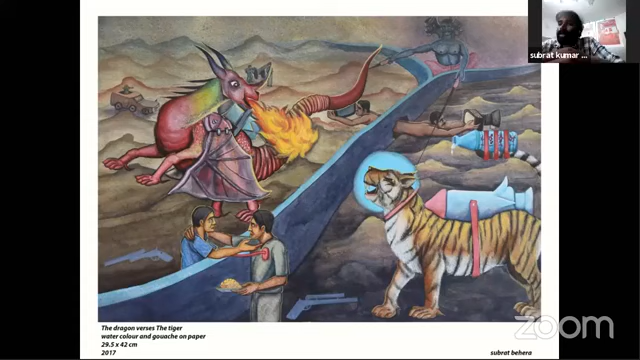 subrat kumar ...
The dragon verses The tiger
water colour and gouache on paper
29.5 x 42 cm
2017
subrat behera
zoom